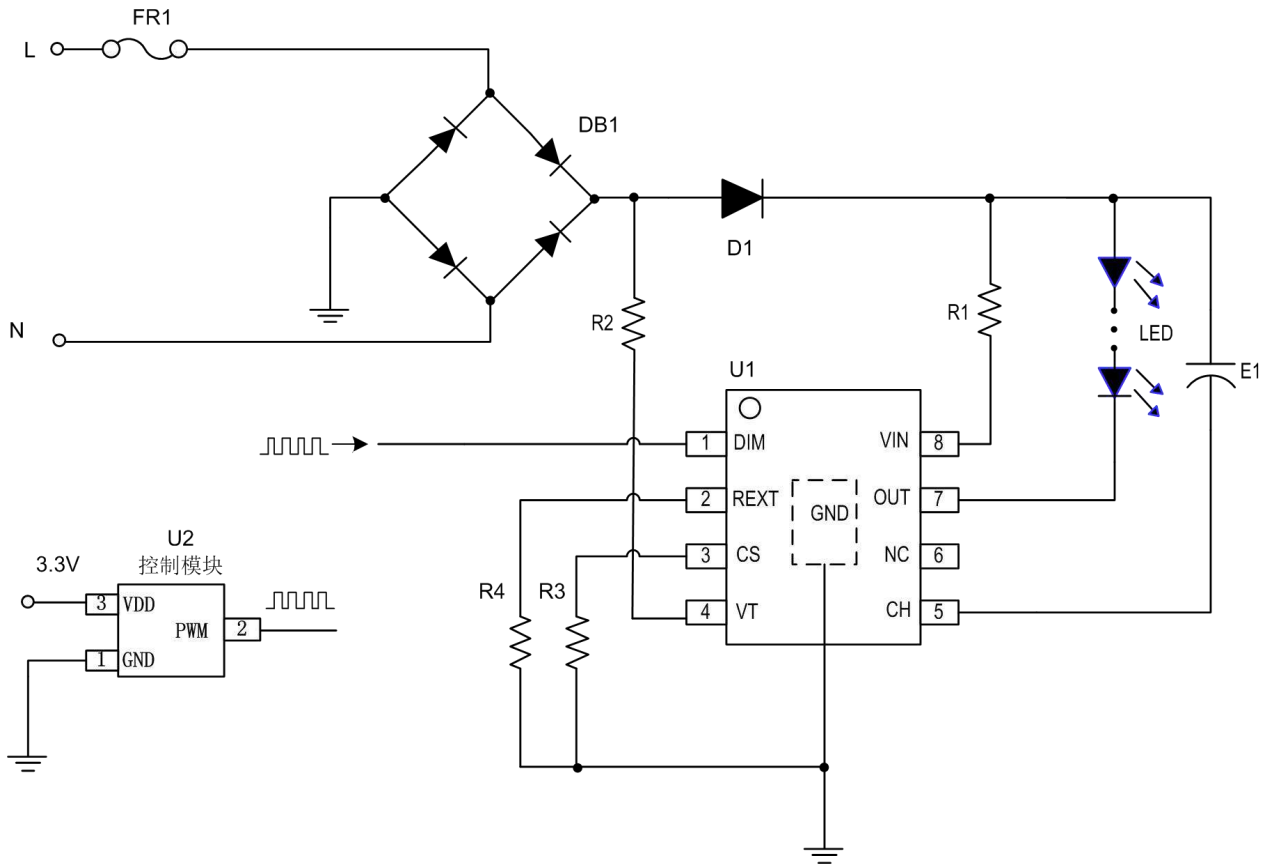 FR1
L
DB1
D1
N
R2
R1
LED
E1
U1
1 DIM
VIN 8
2 REXT
GND
OUT 7
3 CS
NC 6
4 VT
CH 5
R4
R3
U2
控制模块
3.3V
3 VDD
PWM 2
1 GND